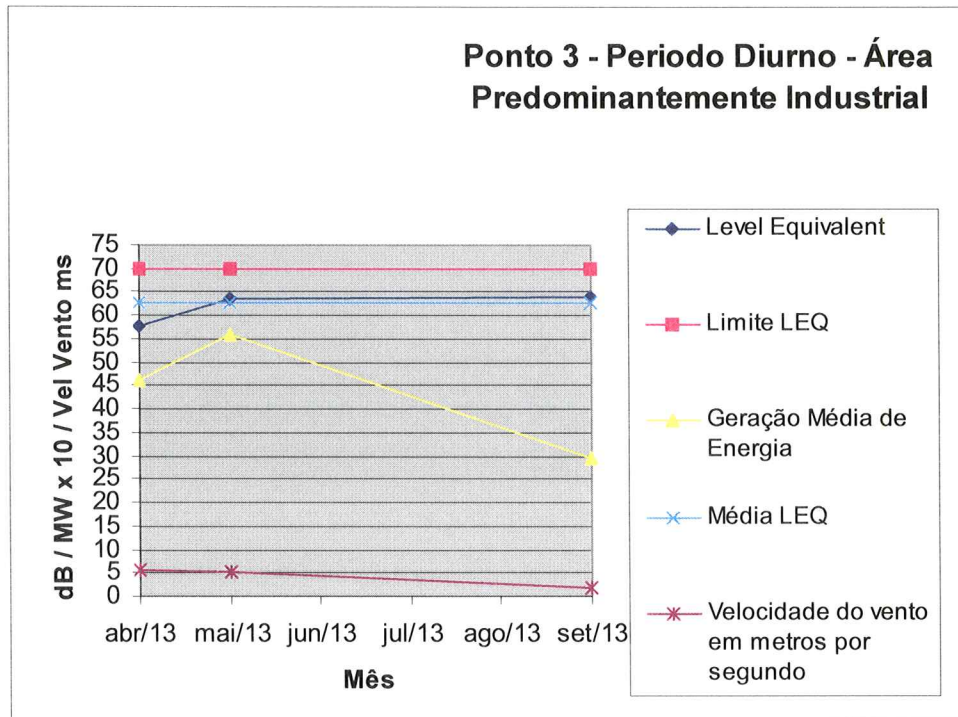 Ponto 3 - Periodo Diurno - Área
Predominantemente Industrial
dB / MW x 10 / Vel Vento ms
75
70
65
60
55
50
45
40
35
30
25
20
15
10
5
0
abr/13 mai/13 jun/13 jul/13 ago/13 set/13
Mês
Level Equivalent
Limite LEQ
Geração Média de
Energia
Média LEQ
Velocidade do vento
em metros por
segundo